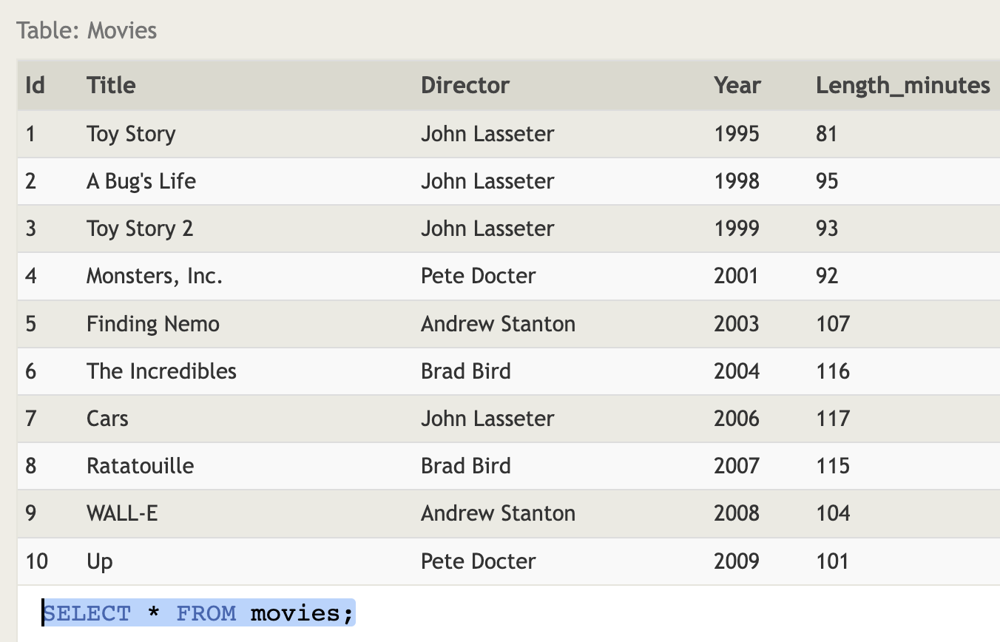 Table: Movies
Id Title Director Year Length_minutes
1 Toy Story John Lasseter 1995 81
2 A Bug's Life John Lasseter 1998 95
3 Toy Story 2 John Lasseter 1999 93
4 Monsters, Inc. Pete Docter 2001 92
5 Finding Nemo Andrew Stanton 2003 107
6 The Incredibles Brad Bird 2004 116
7 Cars John Lasseter 2006 117
8 Ratatouille Brad Bird 2007 115
9 WALL-E Andrew Stanton 2008 104
10 Up Pete Docter 2009 101
SELECT * FROM movies;